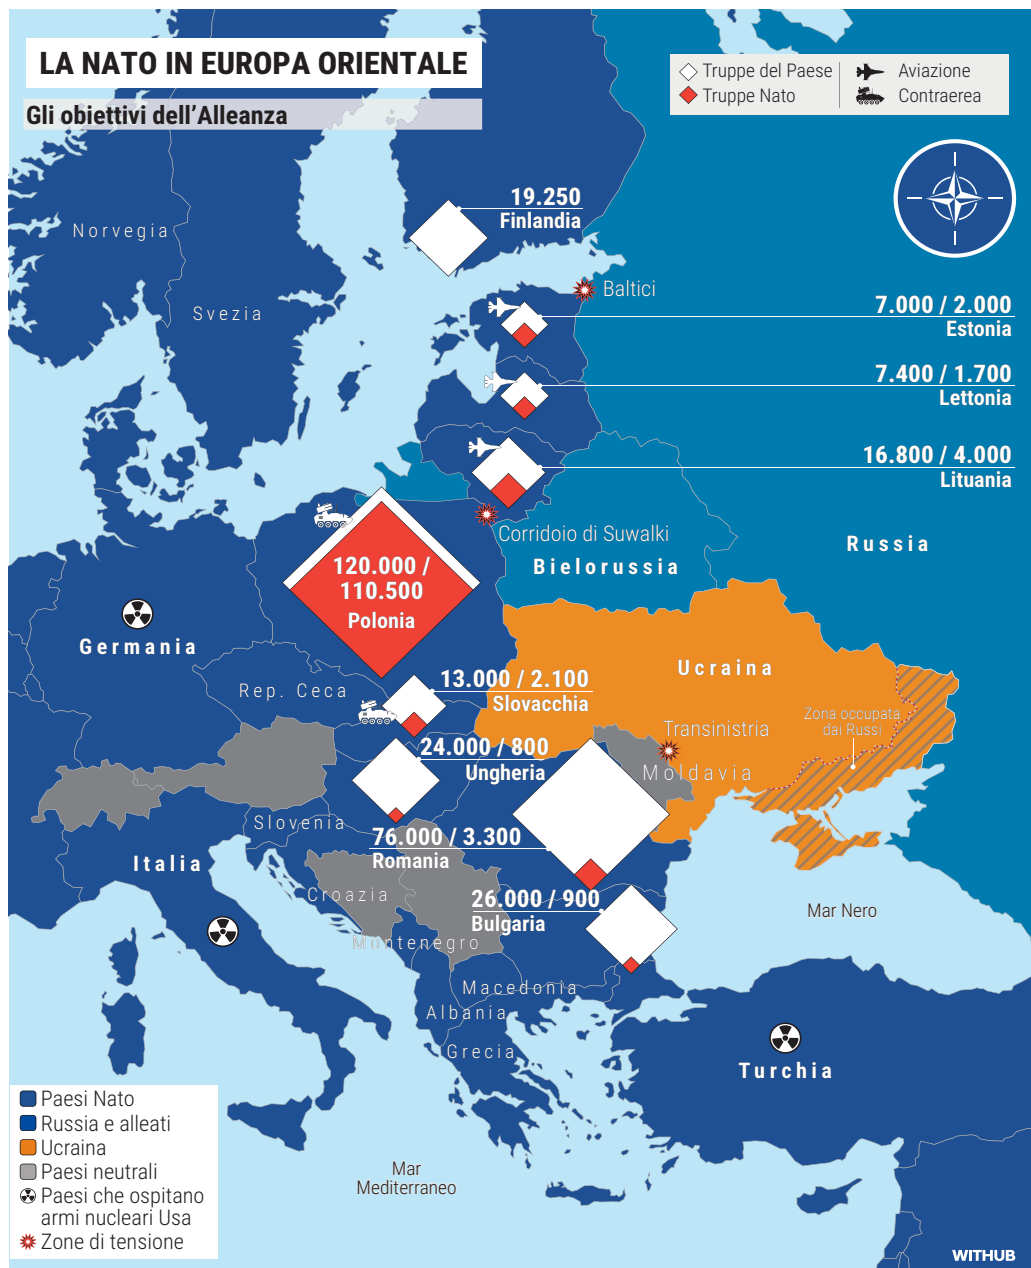 LA NATO IN EUROPA ORIENTALE
Gli obiettivi dell'Alleanza
Truppe del Paese
Truppe Nato
Aviazione
Contraerea
Norvegia
Svezia
19.250
Finlandia
Baltici
7.000 / 2.000
Estonia
7.400 / 1.700
Lettonia
16.800 / 4.000
Lituania
Corridoio di Suwalki
Bielorussia
Russia
120.000 /
110.500
Polonia
Germania
Rep. Ceca
13.000 / 2.100
Slovacchia
Ucraina
Zona occupata
dai Russi
Transinistria
Moldavia
24.000 / 800
Ungheria
Slovenia
76.000 / 3.300
Romania
Italia
Croazia
26.000 / 900
Bulgaria
Mar Nero
Montenegro
Macedonia
Albania
Grecia
Turchia
Paesi Nato
Russia e alleati
Ucraina
Paesi neutrali
Paesi che ospitano
armi nucleari Usa
Zone di tensione
Mar
Mediterraneo
WITHUB